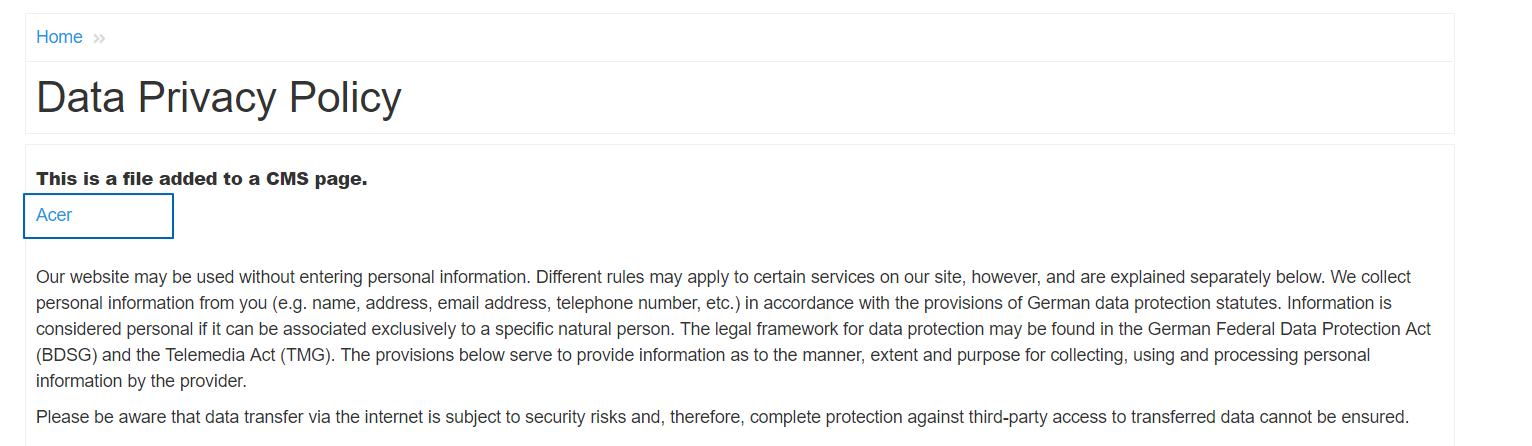 Home »
Data Privacy Policy
This is a file added to a CMS page.
Acer
Our website may be used without entering personal information. Different rules may apply to certain services on our site, however, and are explained separately below. We collect
personal information from you (e.g. name, address, email address, telephone number, etc.) in accordance with the provisions of German data protection statutes. Information is
considered personal if it can be associated exclusively to a specific natural person. The legal framework for data protection may be found in the German Federal Data Protection Act
(BDSG) and the Telemedia Act (TMG). The provisions below serve to provide information as to the manner, extent and purpose for collecting, using and processing personal
information by the provider.
Please be aware that data transfer via the internet is subject to security risks and, therefore, complete protection against third-party access to transferred data cannot be ensured.